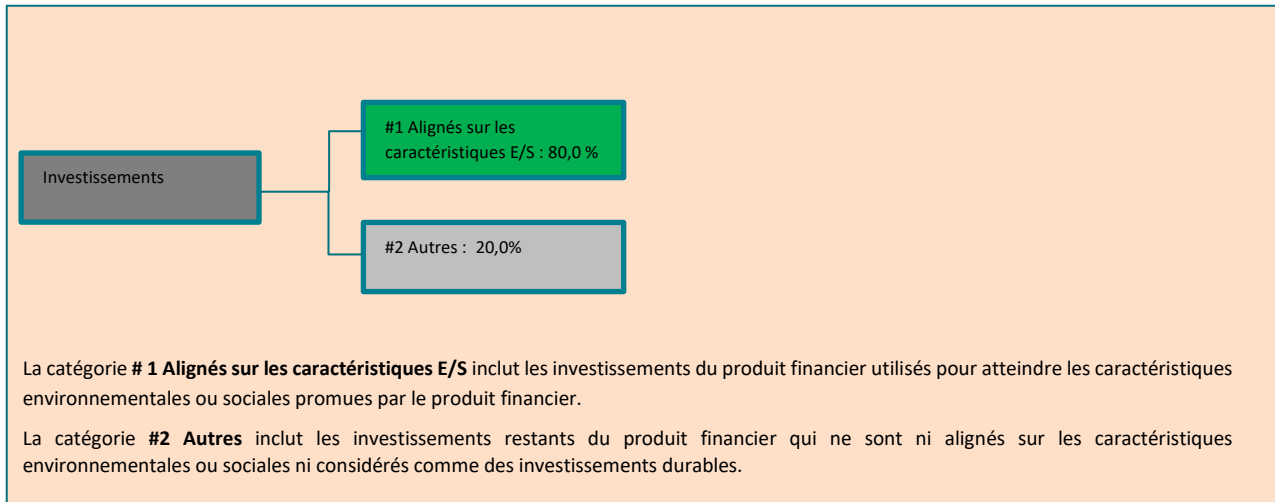 #1 Alignés sur les
caractéristiques E/S : 80,0 %
Investissements
#2 Autres : 20,0%
La catégorie # 1 Alignés sur les caractéristiques E/S inclut les investissements du produit financier utilisés pour atteindre les caractéristiques
environnementales ou sociales promues par le produit financier.
La catégorie #2 Autres inclut les investissements restants du produit financier qui ne sont ni alignés sur les caractéristiques
environnementales ou sociales ni considérés comme des investissements durables.